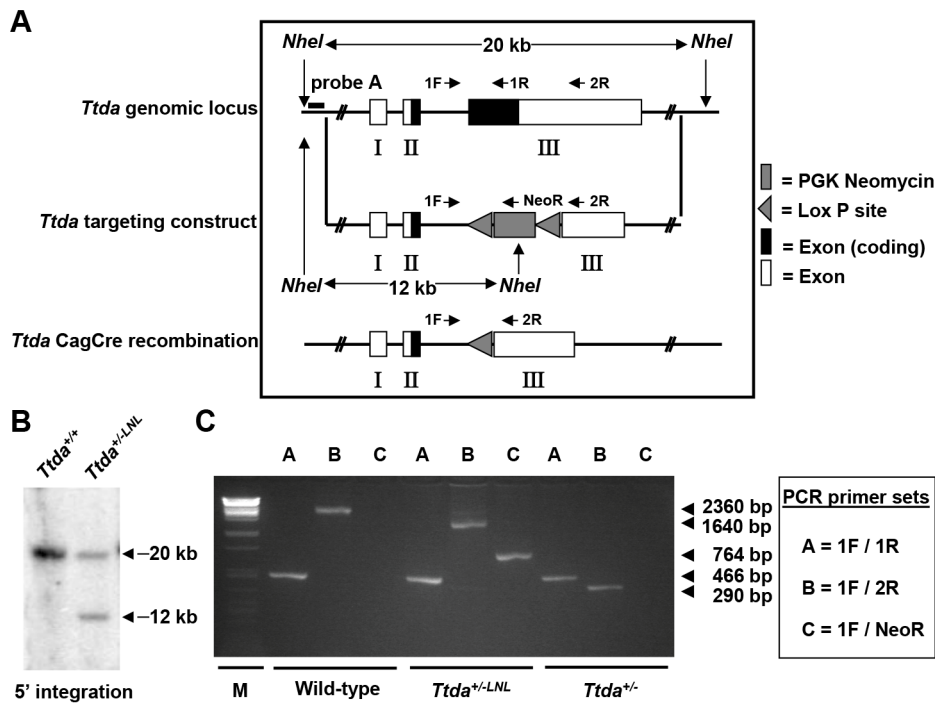 A
NheI 20 kb NheI
probe A 1F 1R 2R
Ttda genomic locus
I II III
NeoR 2R
1F
Ttda targeting construct
I II III
NheI 12 kb NheI
1F 2R
Ttda CagCre recombination
I II III
= PGK Neomycin
= Lox P site
= Exon (coding)
= Exon
B
Ttda+/+
Ttda+/-LNL
20 kb
12 kb
5' integration
C
A B C A B C A B C
2360 bp
1640 bp
764 bp
466 bp
290 bp
M Wild-type Ttda+/-LNL Ttda+/-
PCR primer sets
A = 1F / 1R
B = 1F / 2R
C = 1F / NeoR